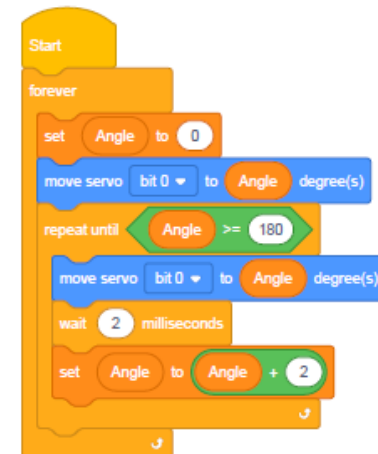 Start
forever
set Angle to 0
move servo bit 0 to Angle degree(s)
repeat until Angle >= 180
move servo bit 0 to Angle degree(s)
wait 2 milliseconds
set Angle to Angle + 2